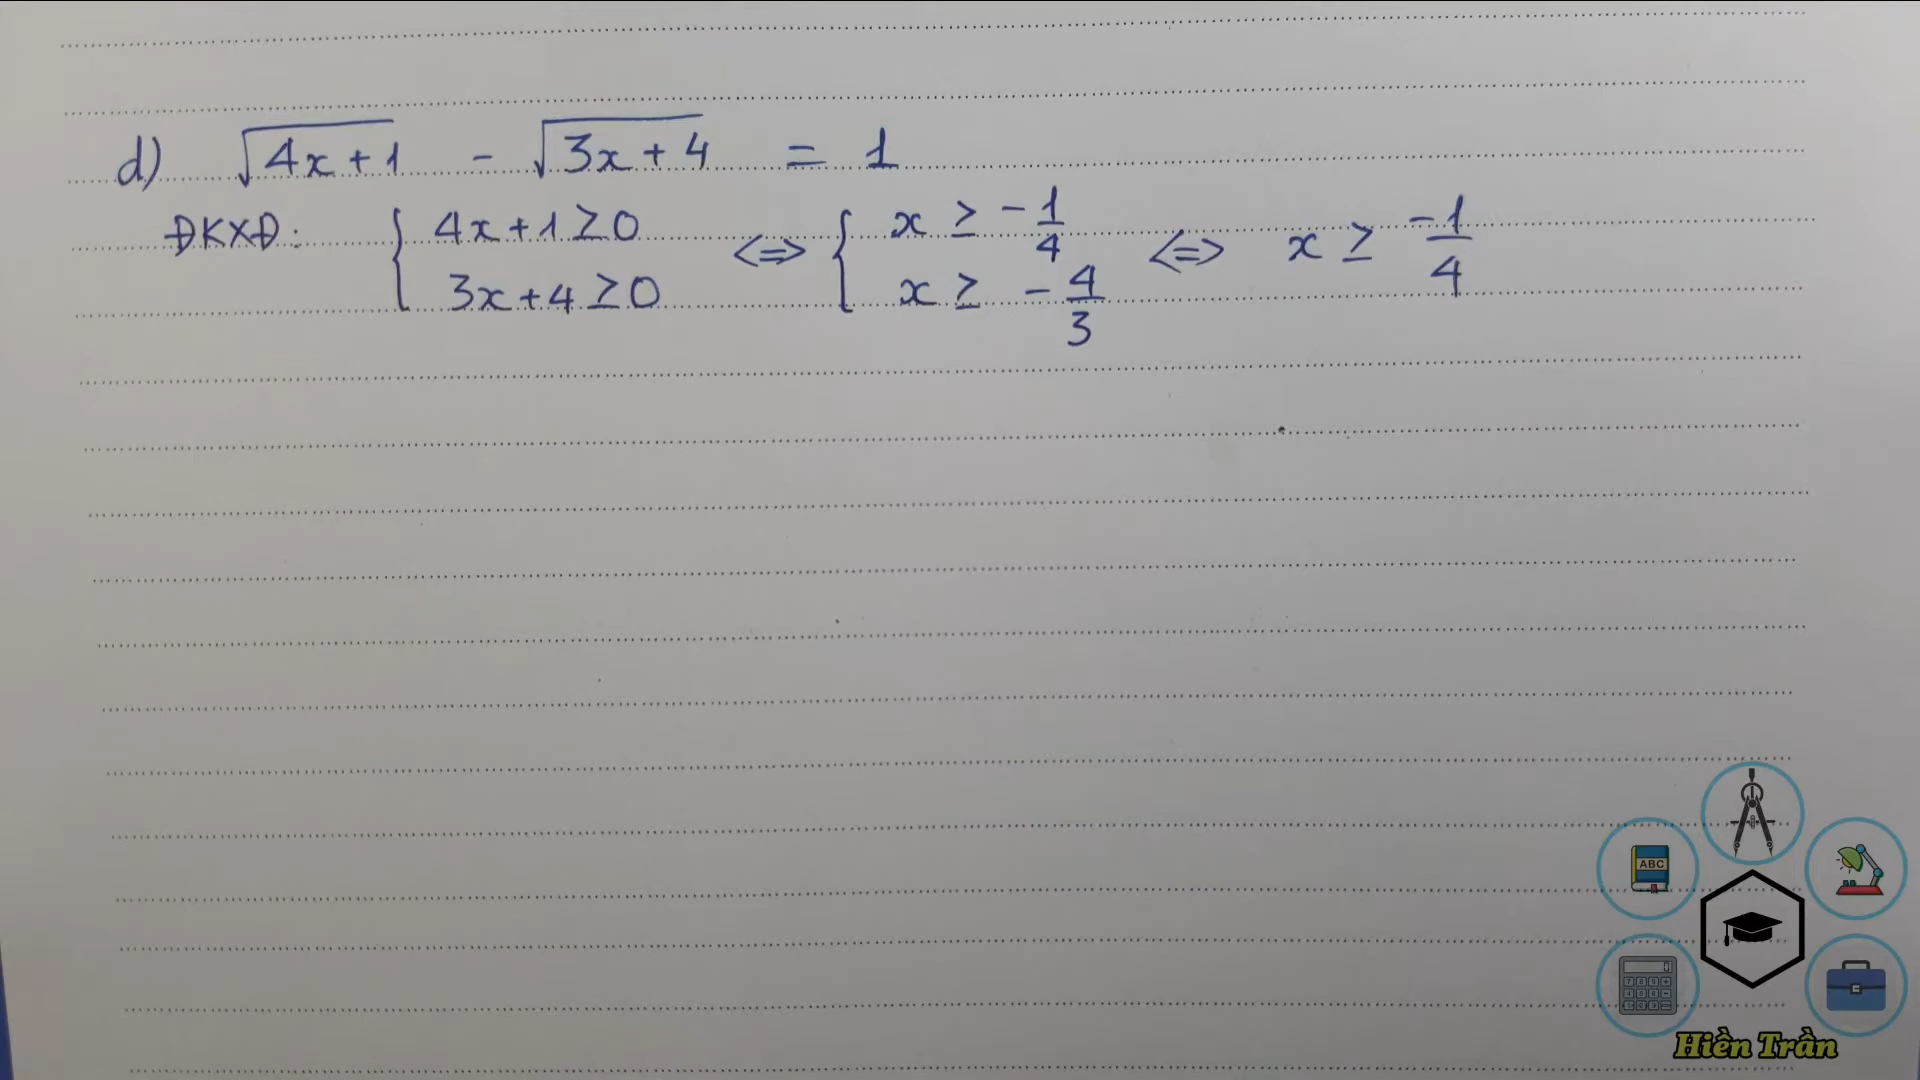 d) √(4x+1) - √(3x+4) = 1
ĐKXĐ: { 4x+1 ≥ 0 ; 3x+4 ≥ 0 <=> { x ≥ -1/4 ; x ≥ -4/3 <=> x ≥ -1/4
ABC
Hiền Trần